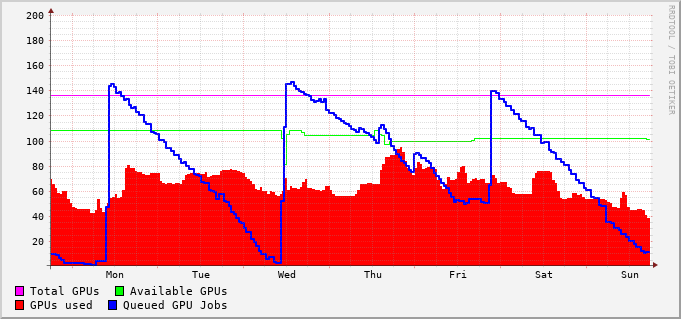 200
180
160
140
120
100
80
60
40
20
Mon Tue Wed Thu Fri Sat Sun
Total GPUs Available GPUs
GPUs used Queued GPU Jobs
RRDTOOL / TOBI OETIKER